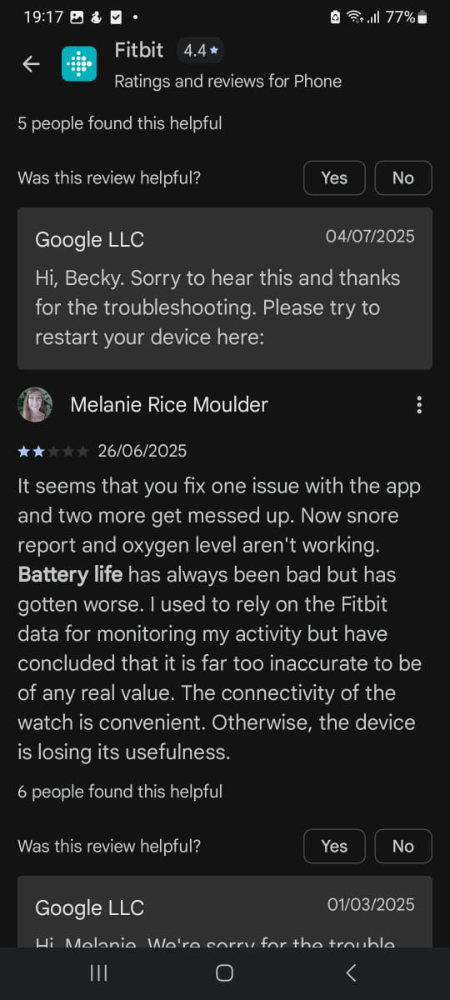 19:17 77%
Fitbit 4.4★
Ratings and reviews for Phone
5 people found this helpful
Was this review helpful? Yes No
Google LLC 04/07/2025
Hi, Becky. Sorry to hear this and thanks
for the troubleshooting. Please try to
restart your device here:
Melanie Rice Moulder
26/06/2025
It seems that you fix one issue with the app
and two more get messed up. Now snore
report and oxygen level aren't working.
Battery life has always been bad but has
gotten worse. I used to rely on the Fitbit
data for monitoring my activity but have
concluded that it is far too inaccurate to be
of any real value. The connectivity of the
watch is convenient. Otherwise, the device
is losing its usefulness.
6 people found this helpful
Was this review helpful? Yes No
Google LLC 01/03/2025
Hi, Melanie. We're sorry for the trouble